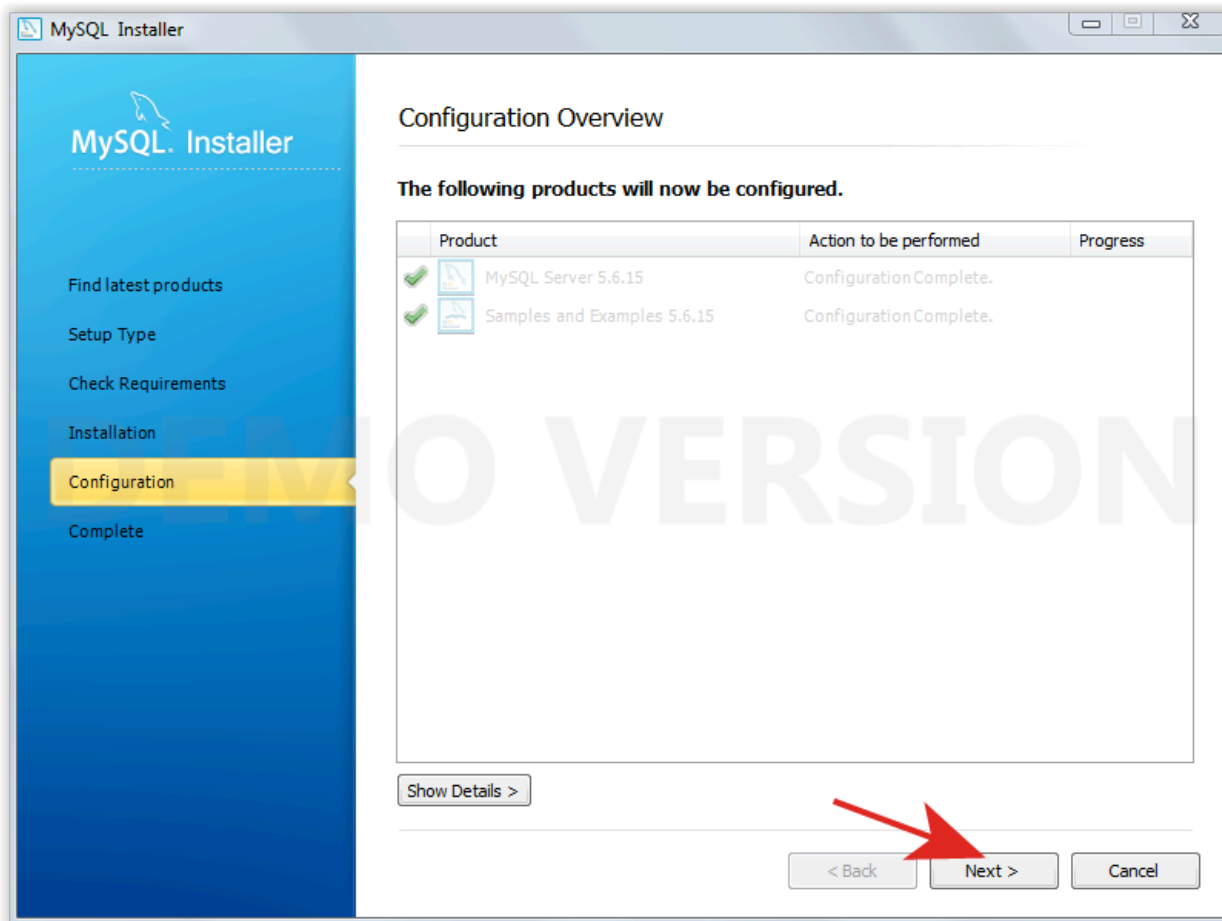 MySQL Installer
MySQL. Installer
Configuration Overview
The following products will now be configured.
Product Action to be performed Progress
MySQL Server 5.6.15 Configuration Complete.
Samples and Examples 5.6.15 Configuration Complete.
Find latest products
Setup Type
Check Requirements
Installation
Configuration
Complete
DEMO VERSION
Show Details >
< Back Next > Cancel